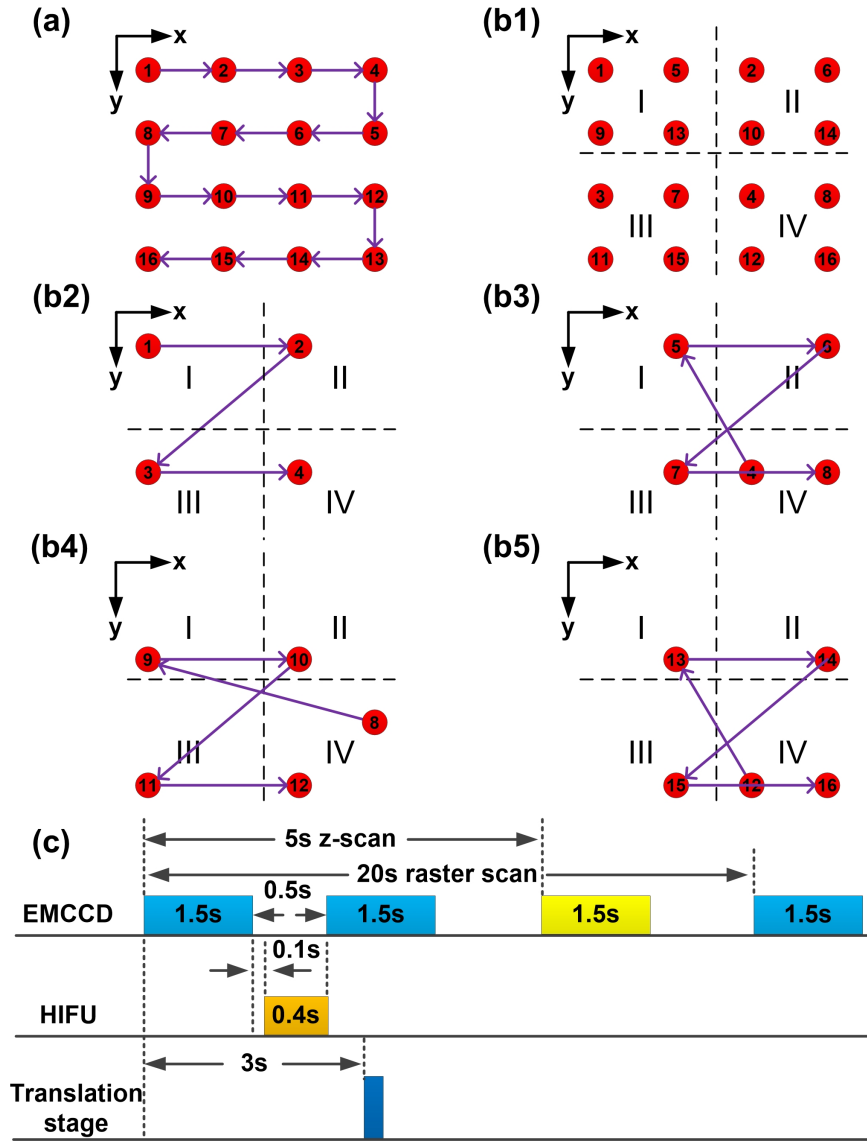 (a)
x
y
1 2 3 4
8 7 6 5
9 10 11 12
16 15 14 13
(b1)
x
y
1 5 2 6
I II
9 13 10 14
3 7 4 8
III IV
11 15 12 16
(b2)
x
y
1 2
I II
3 4
III IV
(b3)
x
y
5 6
I II
7 4 8
III IV
(b4)
x
y
I II
9 10
8
III IV
11 12
(b5)
x
y
I II
13 14
III IV
15 12 16
(c)
5s z-scan
20s raster scan
0.5s
EMCCD 1.5s 1.5s 1.5s 1.5s
0.1s
HIFU 0.4s
3s
Translation
stage